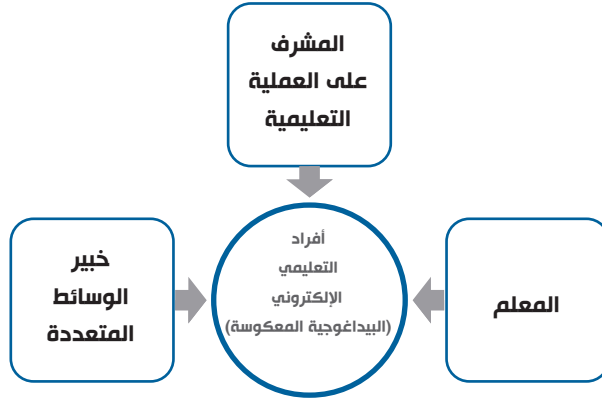 المشرف
على العملية
التعليمية
أفراد
التعليمي
الإلكتروني
(البيداغوجية المعكوسة)
المعلم
خبير
الوسائط
المتعددة